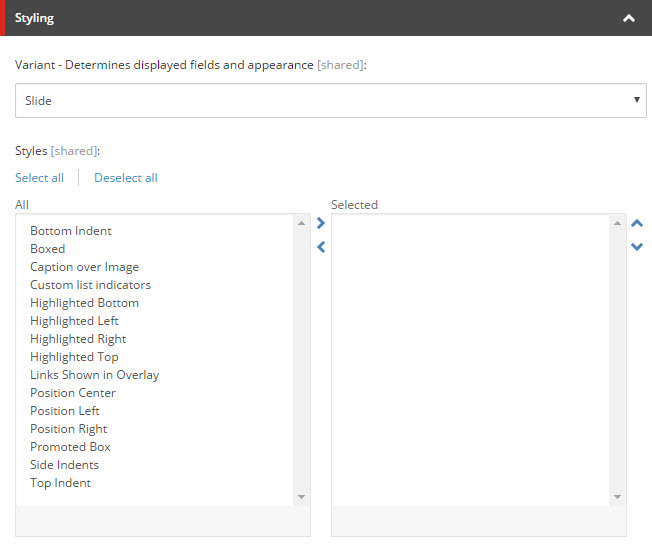 Styling
Variant - Determines displayed fields and appearance [shared]:
Slide
Styles [shared]:
Select all
Deselect all
All
Selected
Bottom Indent
Boxed
Caption over Image
Custom list indicators
Highlighted Bottom
Highlighted Left
Highlighted Right
Highlighted Top
Links Shown in Overlay
Position Center
Position Left
Position Right
Promoted Box
Side Indents
Top Indent